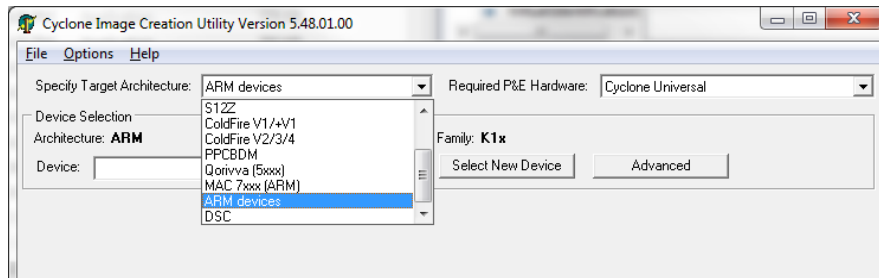 Cyclone Image Creation Utility Version 5.48.01.00
File Options Help
Specify Target Architecture: ARM devices Required P&E Hardware: Cyclone Universal
S12Z
ColdFire V1/+V1
ColdFire V2/3/4
PPCBDM
Qorivva (5xxx)
MAC 7xxx (ARM)
ARM devices
DSC
Device Selection
Architecture: ARM Family: K1x
Device: Select New Device Advanced